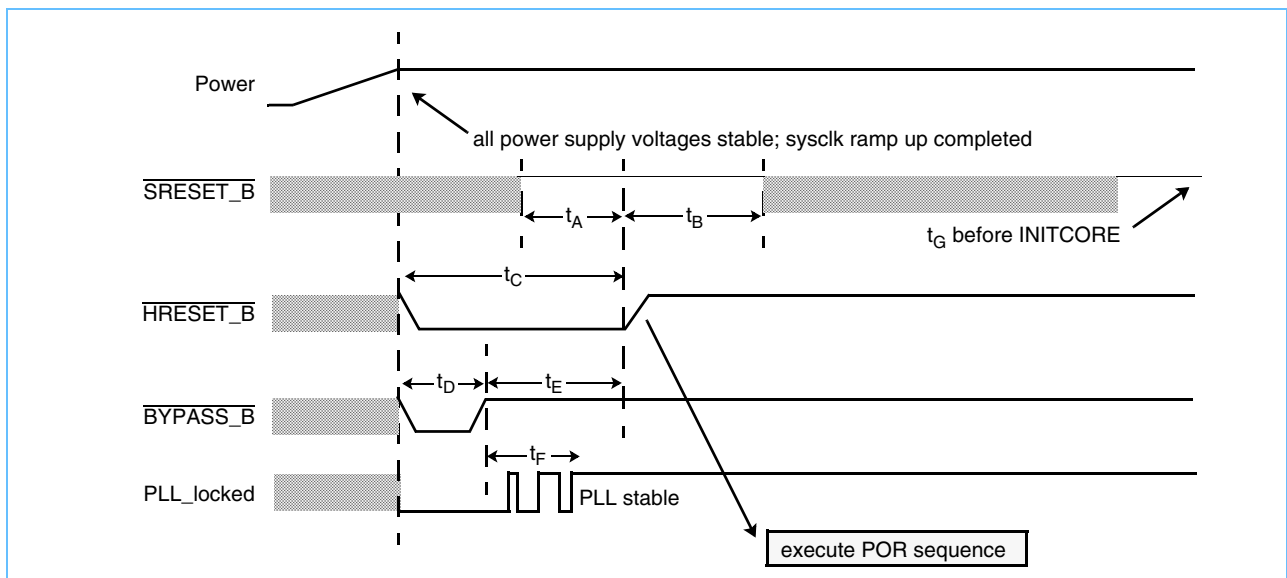 Power
all power supply voltages stable; sysclk ramp up completed
SRESET_B
tA
tB
tG before INITCORE
tC
HRESET_B
tD
tE
BYPASS_B
tF
PLL_locked
PLL stable
execute POR sequence